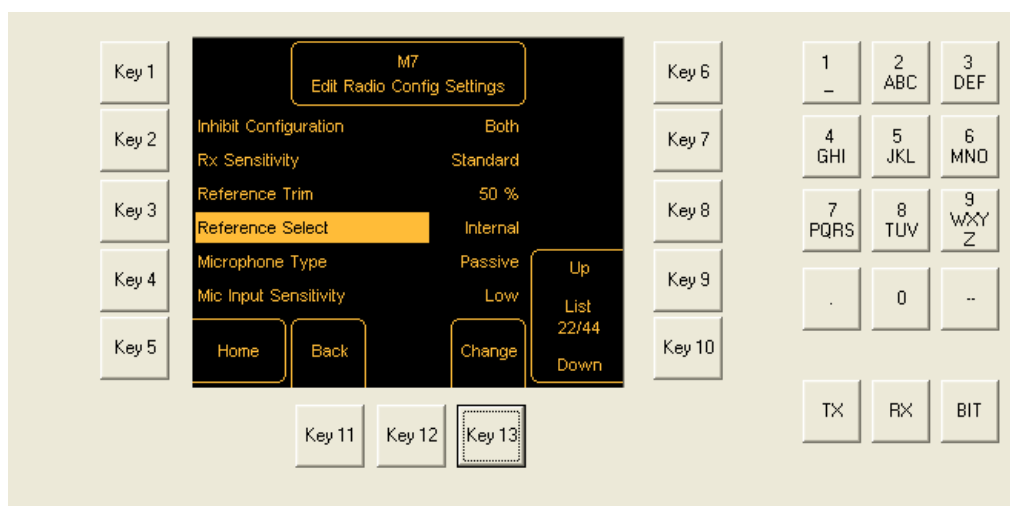 Key 1
M7
Edit Radio Config Settings
Key 6
1
_
2
ABC
3
DEF
Key 2
Inhibit Configuration Both
Key 7
4
GHI
5
JKL
6
MNO
Rx Sensitivity Standard
Key 3
Reference Trim 50 %
Key 8
7
PQRS
8
TUV
9
WXY
Z
Reference Select Internal
Key 4
Microphone Type Passive
Up
Key 9
Mic Input Sensitivity Low
List
22/44
.
0
--
Key 5
Home
Back
Change
Down
Key 10
Key 11
Key 12
Key 13
TX
RX
BIT